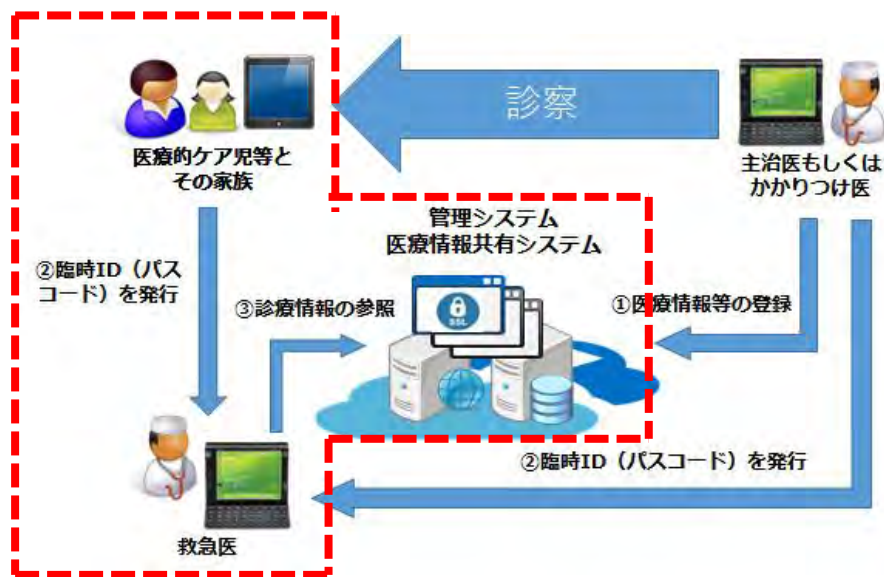 診察
医療的ケア児等と
その家族
主治医もしくは
かかりつけ医
管理システム
医療情報共有システム
②臨時ID（パス
コード）を発行
③診療情報の参照
SSL
①医療情報等の登録
②臨時ID（パスコード）を発行
救急医